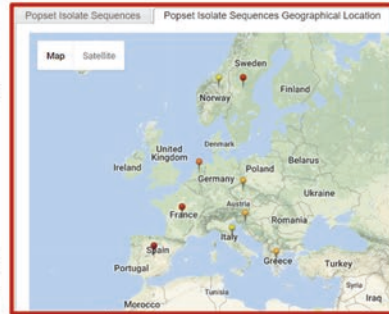 Popset Isolate Sequences
Popset Isolate Sequences Geographical Location
Map Satellite
Sweden
Norway
Finland
Denmark
United Kingdom
Ireland
Belarus
Poland
Germany
Ukraine
Austria
France
Romania
Italy
Spain
Portugal
Greece
Turkey
Syria
Tunisia
Iraq
Morocco